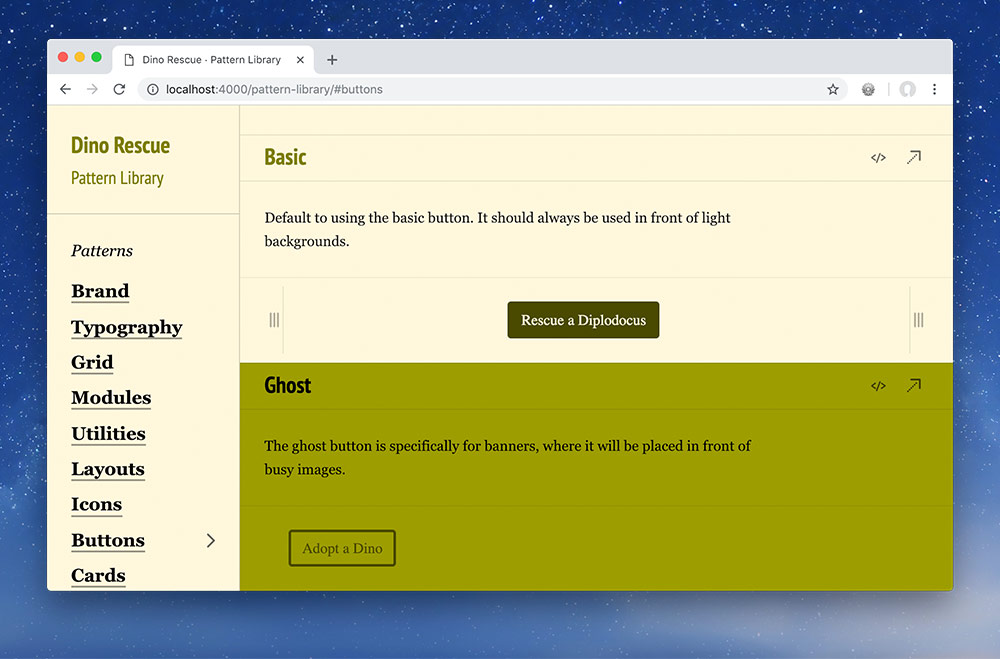 Dino Rescue · Pattern Library
localhost:4000/pattern-library/#buttons
Dino Rescue
Pattern Library
Patterns
Brand
Typography
Grid
Modules
Utilities
Layouts
Icons
Buttons
Cards
Basic
</>
Default to using the basic button. It should always be used in front of light
backgrounds.
Rescue a Diplodocus
Ghost
</>
The ghost button is specifically for banners, where it will be placed in front of
busy images.
Adopt a Dino